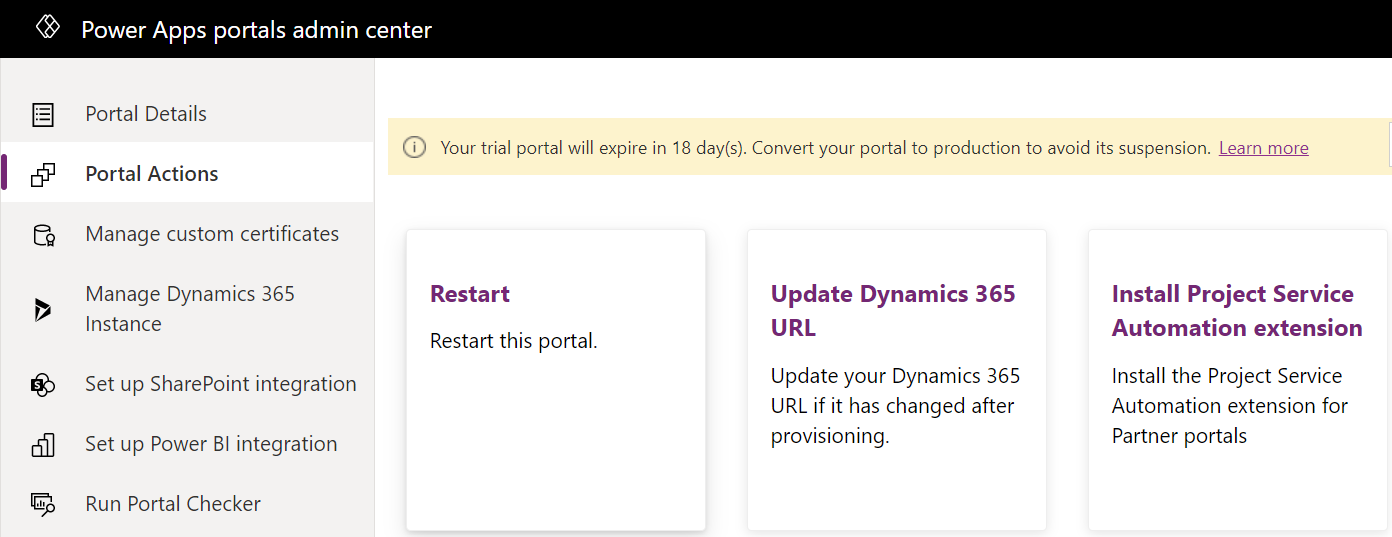 Power Apps portals admin center
Portal Details
Portal Actions
Manage custom certificates
Manage Dynamics 365
Instance
Set up SharePoint integration
Set up Power BI integration
Run Portal Checker
Your trial portal will expire in 18 day(s). Convert your portal to production to avoid its suspension. Learn more
Restart
Restart this portal.
Update Dynamics 365
URL
Update your Dynamics 365
URL if it has changed after
provisioning.
Install Project Service
Automation extension
Install the Project Service
Automation extension for
Partner portals